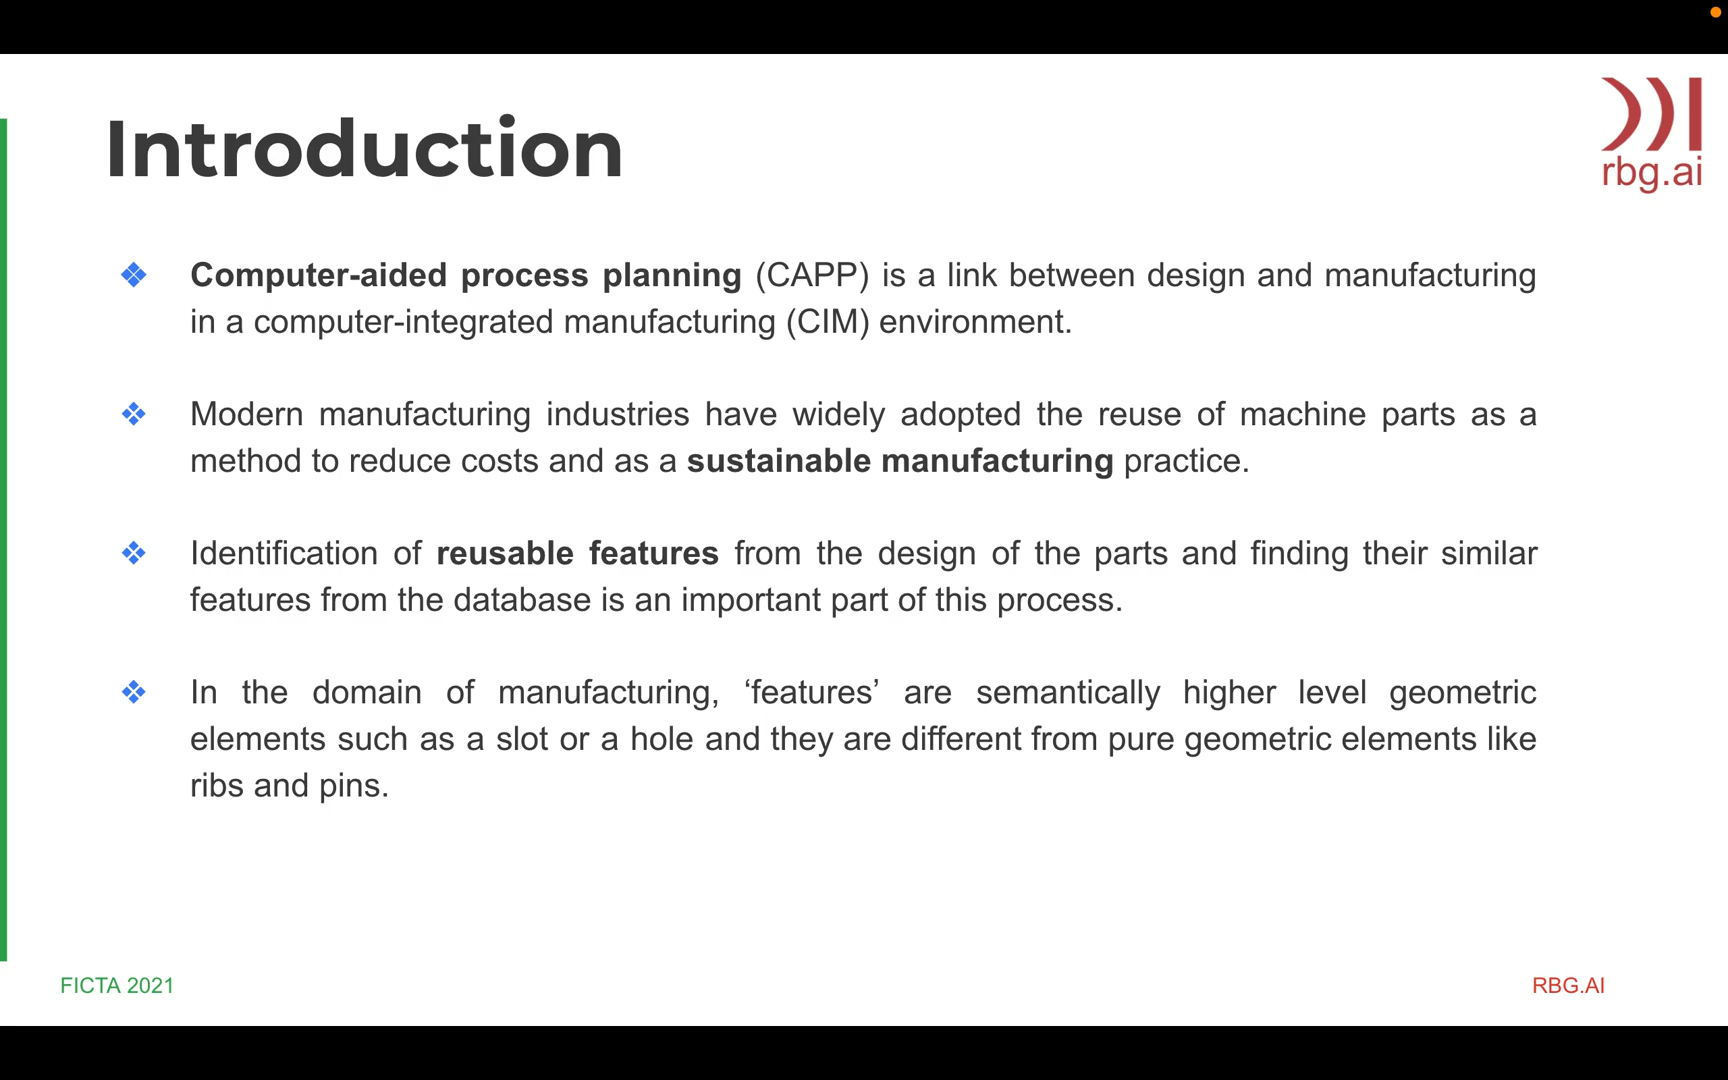 Introduction
rbg.ai
Computer-aided process planning (CAPP) is a link between design and manufacturing
in a computer-integrated manufacturing (CIM) environment.
Modern manufacturing industries have widely adopted the reuse of machine parts as a
method to reduce costs and as a sustainable manufacturing practice.
Identification of reusable features from the design of the parts and finding their similar
features from the database is an important part of this process.
In the domain of manufacturing, ‘features’ are semantically higher level geometric
elements such as a slot or a hole and they are different from pure geometric elements like
ribs and pins.
FICTA 2021
RBG.AI